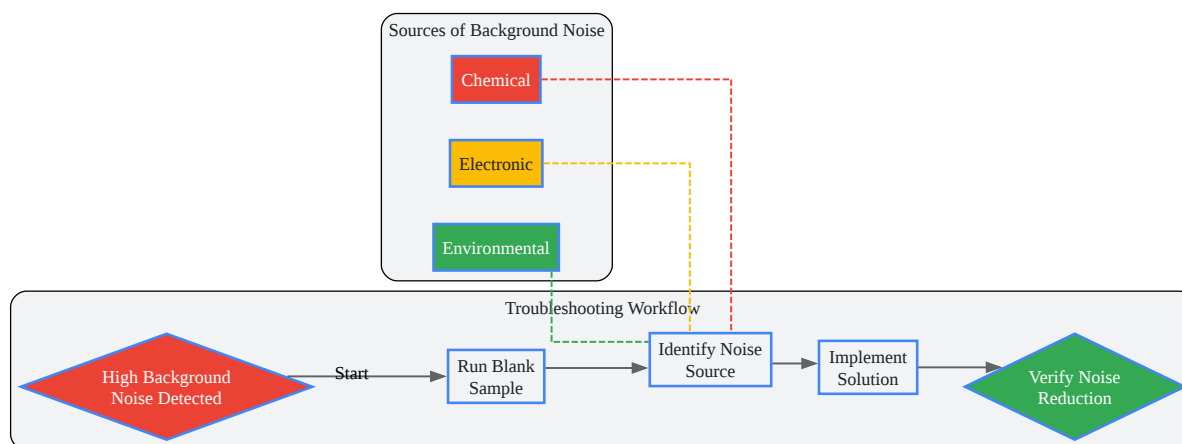 Sources of Background Noise
Chemical
Electronic
Environmental
Troubleshooting Workflow
High Background
Noise Detected
Start
Run Blank
Sample
Identify Noise
Source
Implement
Solution
Verify Noise
Reduction